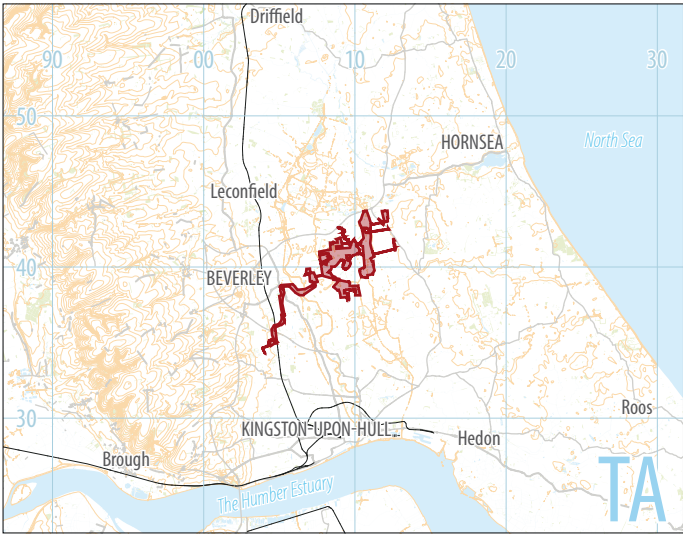 Driffield
90
00
10
20
30
50
HORNSEA
North Sea
Leconfield
40
BEVERLEY
30
Roos
KINGSTON-UPON-HULL
Hedon
Brough
TA
The Humber Estuary